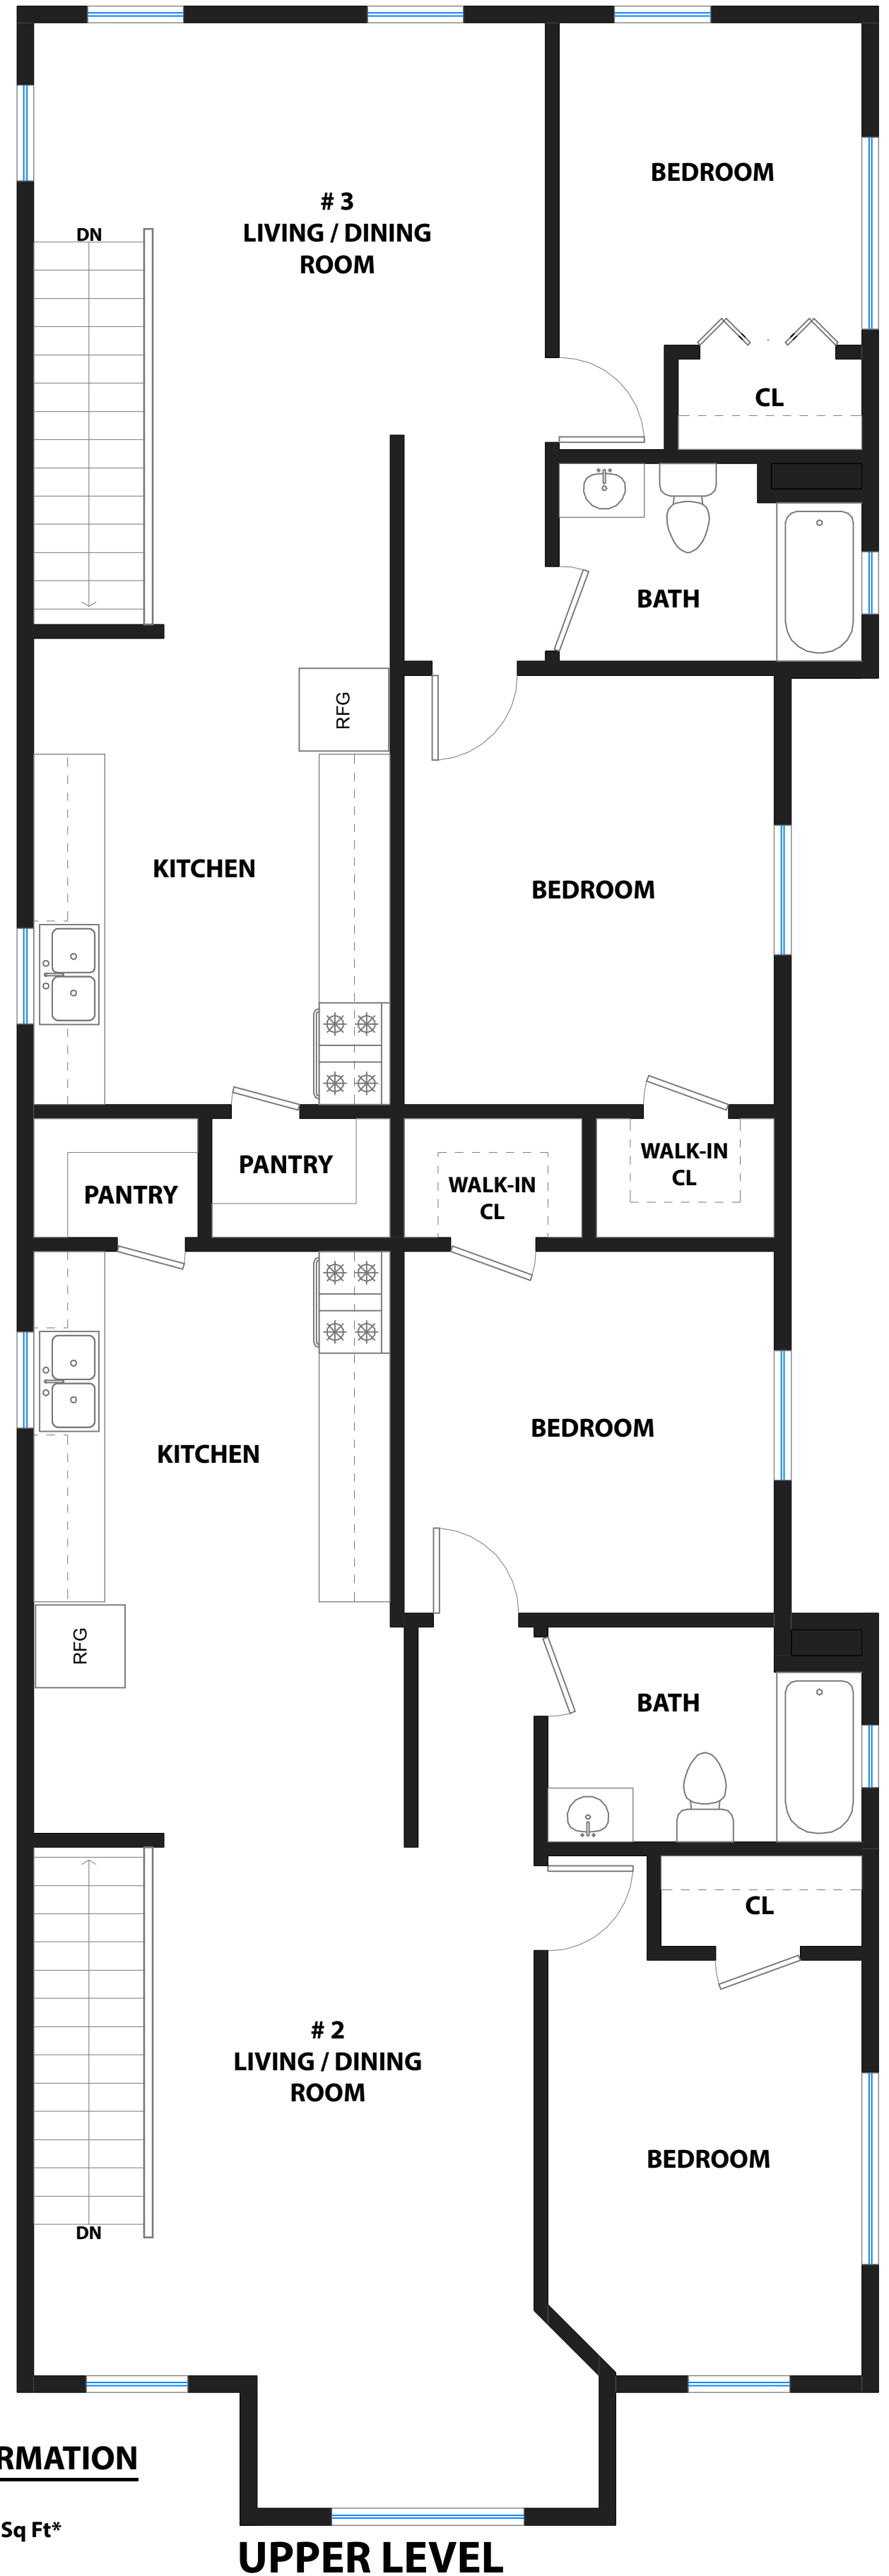 BEDROOM
# 3
LIVING / DINING
ROOM
DN
CL
BATH
RFG
KITCHEN
BEDROOM
PANTRY
PANTRY
WALK-IN
CL
WALK-IN
CL
KITCHEN
BEDROOM
RFG
BATH
CL
# 2
LIVING / DINING
ROOM
BEDROOM
DN
RMATION
Sq Ft*
UPPER LEVEL